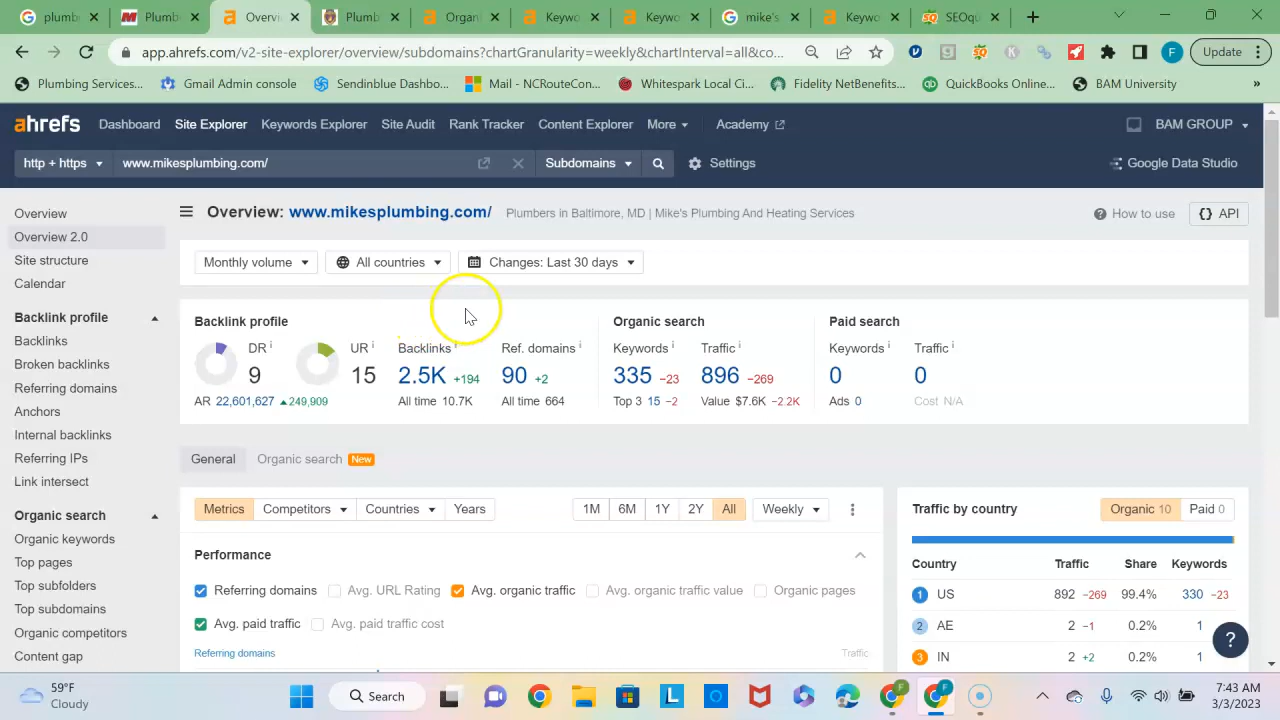 plumb
Plumb
Overvi
Plumb
Organi
Keywo
Keywo
mike's
Keywo
SEOqu
app.ahrefs.com/v2-site-explorer/overview/subdomains?chartGranularity=weekly&chartInterval=all&co...
Update
Plumbing Services...
Gmail Admin console
Sendinblue Dashbo...
Mail - NCRouteCon...
Whitespark Local Ci...
Fidelity NetBenefits...
QuickBooks Online...
BAM University
»
ahrefs Dashboard Site Explorer Keywords Explorer Site Audit Rank Tracker Content Explorer More Academy BAM GROUP
http + https www.mikesplumbing.com/ Subdomains Settings Google Data Studio
Overview
Overview 2.0
Site structure
Calendar
Backlink profile
Backlinks
Broken backlinks
Referring domains
Anchors
Internal backlinks
Referring IPs
Link intersect
Organic search
Organic keywords
Top pages
Top subfolders
Top subdomains
Organic competitors
Content gap
Overview: www.mikesplumbing.com/ Plumbers in Baltimore, MD | Mike's Plumbing And Heating Services How to use {} API
Monthly volume All countries Changes: Last 30 days
Backlink profile Organic search Paid search
DR i UR i Backlinks i Ref. domains i Keywords i Traffic i Keywords i Traffic i
9 15 2.5K +194 90 +2 335 −23 896 −269 0 0
AR 22,601,627 249,909 All time 10.7K All time 664 Top 3 15 −2 Value $7.6K −2.2K Ads 0 Cost N/A
General Organic search New
Metrics Competitors Countries Years 1M 6M 1Y 2Y All Weekly
Performance
Referring domains Avg. URL Rating Avg. organic traffic Avg. organic traffic value Organic pages
Avg. paid traffic Avg. paid traffic cost
Referring domains Traffic
Traffic by country Organic 10 Paid 0
Country Traffic Share Keywords
1 US 892 −269 99.4% 330 −23
2 AE 2 −1 0.2% 1
3 IN 2 +2 0.2% 1
?
59°F
Cloudy
Search
7:43 AM
3/3/2023